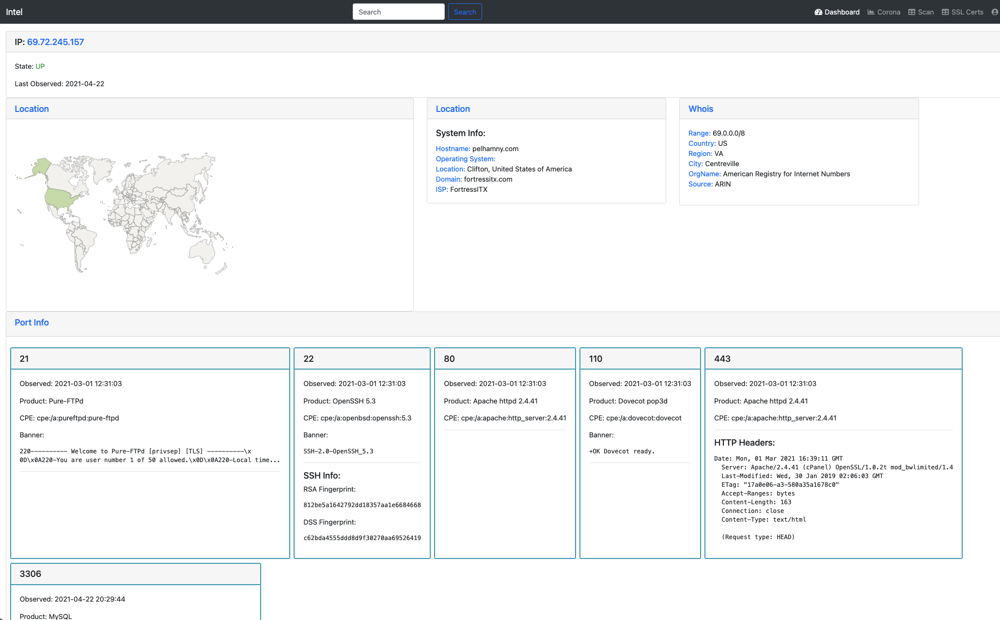 Intel
Search
Search
Dashboard
Corona
Scan
SSL Certs
IP: 69.72.245.157
State: UP
Last Observed: 2021-04-22
Location
Location
System Info:
Hostname: pelhamny.com
Operating System:
Location: Clifton, United States of America
Domain: fortressitx.com
ISP: FortressITX
Whois
Range: 69.0.0.0/8
Country: US
Region: VA
City: Centreville
OrgName: American Registry for Internet Numbers
Source: ARIN
Port Info
21
Observed: 2021-03-01 12:31:03
Product: Pure-FTPd
CPE: cpe:/a:pureftpd:pure-ftpd
Banner:
220---------- Welcome to Pure-FTPd [privsep] [TLS] ----------\x
0D\x0A220-You are user number 1 of 50 allowed.\x0D\x0A220-Local time...
22
Observed: 2021-03-01 12:31:03
Product: OpenSSH 5.3
CPE: cpe:/a:openbsd:openssh:5.3
Banner:
SSH-2.0-OpenSSH_5.3
SSH Info:
RSA Fingerprint:
812be5a1642792dd18357aa1e6684668
DSS Fingerprint:
c62bda4555ddd8d9f30270aa69526419
80
Observed: 2021-03-01 12:31:03
Product: Apache httpd 2.4.41
CPE: cpe:/a:apache:http_server:2.4.41
110
Observed: 2021-03-01 12:31:03
Product: Dovecot pop3d
CPE: cpe:/a:dovecot:dovecot
Banner:
+OK Dovecot ready.
443
Observed: 2021-03-01 12:31:03
Product: Apache httpd 2.4.41
CPE: cpe:/a:apache:http_server:2.4.41
HTTP Headers:
Date: Mon, 01 Mar 2021 16:39:11 GMT
Server: Apache/2.4.41 (cPanel) OpenSSL/1.0.2t mod_bwlimited/1.4
Last-Modified: Wed, 30 Jan 2019 02:06:03 GMT
ETag: "17a0e06-a3-580a35a1678c0"
Accept-Ranges: bytes
Content-Length: 163
Connection: close
Content-Type: text/html
(Request type: HEAD)
3306
Observed: 2021-04-22 20:29:44
Product: MySQL